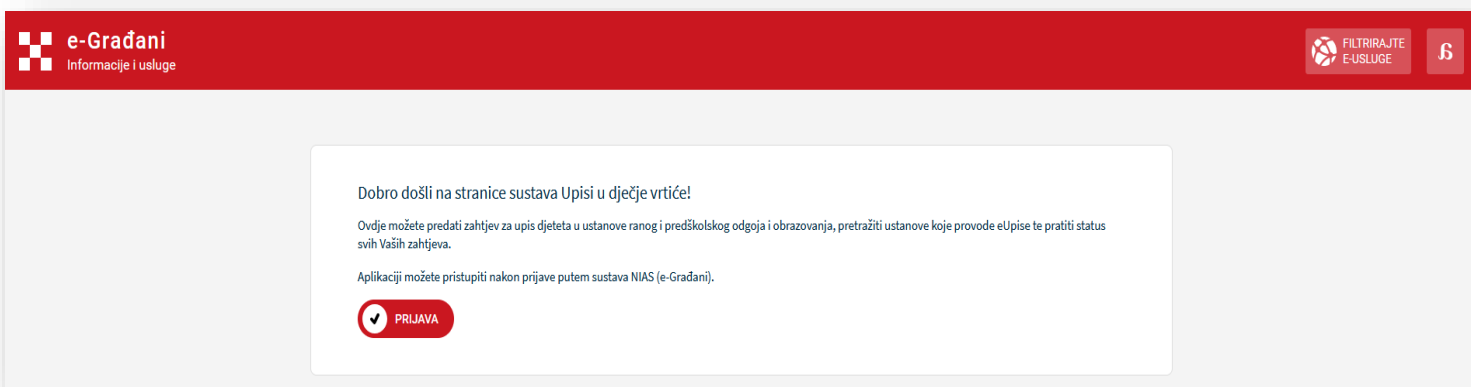 e-Građani
Informacije i usluge
FILTRIRAJTE
E-USLUGE
Dobro došli na stranice sustava Upisi u dječje vrtiće!
Ovdje možete predati zahtjev za upis djeteta u ustanove ranog i predškolskog odgoja i obrazovanja, pretražiti ustanove koje provode eUpise te pratiti status
svih Vaših zahtjeva.
Aplikaciji možete pristupiti nakon prijave putem sustava NIAS (e-Građani).
PRIJAVA